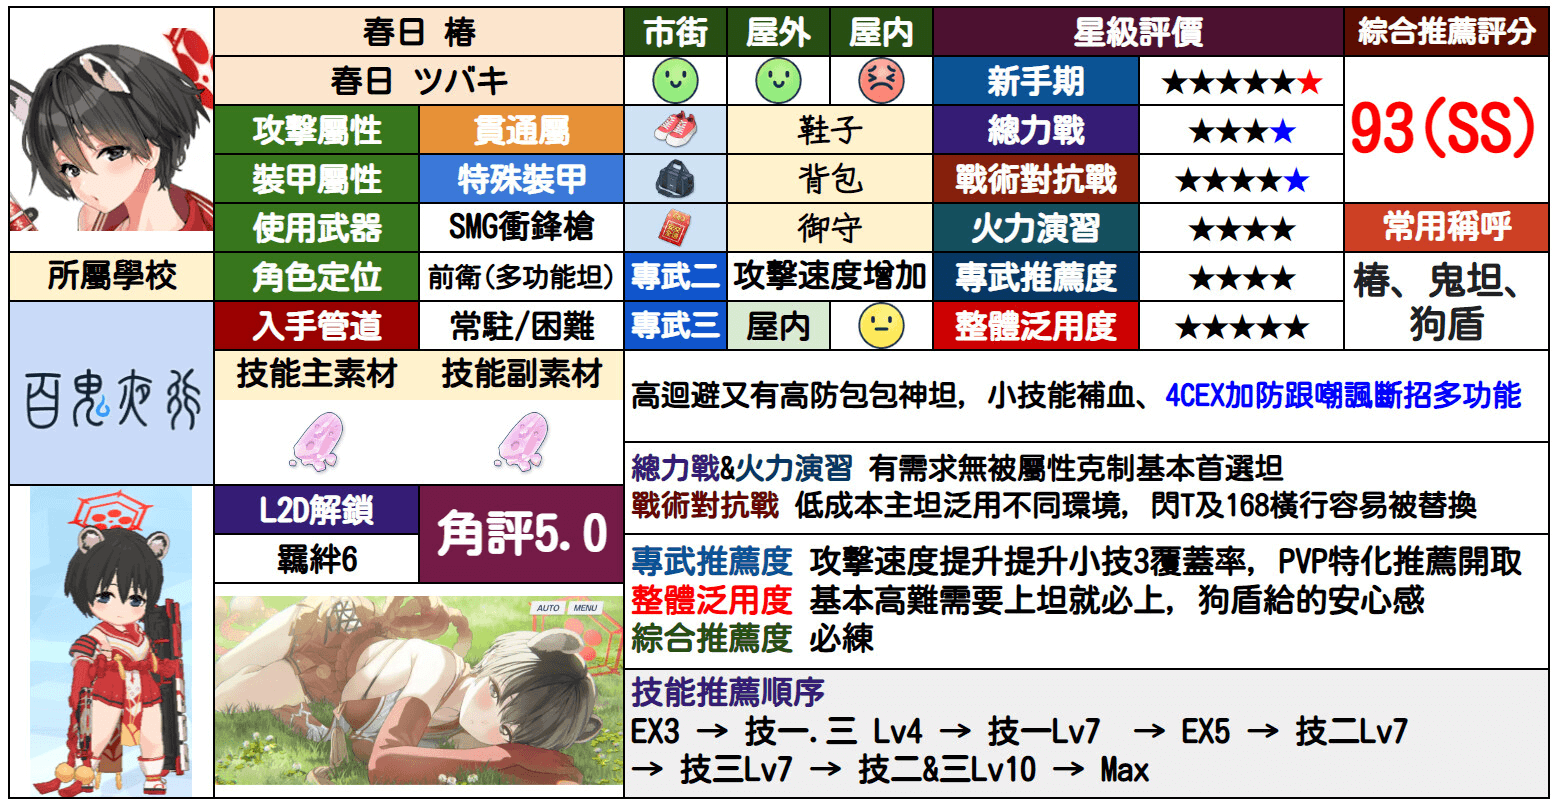 春日 椿
春日 ツバキ
市街 屋外 屋內
星級評價
綜合推薦評分
新手期 ★★★★★★
93(SS)
攻擊屬性 貫通屬
鞋子
總力戰 ★★★★
裝甲屬性 特殊裝甲
背包
戰術對抗戰 ★★★★★
使用武器 SMG衝鋒槍
御守
火力演習 ★★★★
常用稱呼
所屬學校
角色定位 前衛(多功能坦)
專武二 攻擊速度增加
專武推薦度 ★★★★
椿、鬼坦、
狗盾
入手管道 常駐/困難
專武三 屋內
整體泛用度 ★★★★★
百鬼夜行
技能主素材 技能副素材
高迴避又有高防包包神坦, 小技能補血、4CEX加防跟嘲諷斷招多功能
總力戰&火力演習 有需求無被屬性克制基本首選坦
戰術對抗戰 低成本主坦泛用不同環境, 閃T及168橫行容易被替換
L2D解鎖
羈絆6
角評5.0
專武推薦度 攻擊速度提升提升小技3覆蓋率, PVP特化推薦開取
整體泛用度 基本高難需要上坦就必上, 狗盾給的安心感
綜合推薦度 必練
AUTO MENU
技能推薦順序
EX3 → 技一.三 Lv4 → 技一Lv7 → EX5 → 技二Lv7
→ 技三Lv7 → 技二&三Lv10 → Max